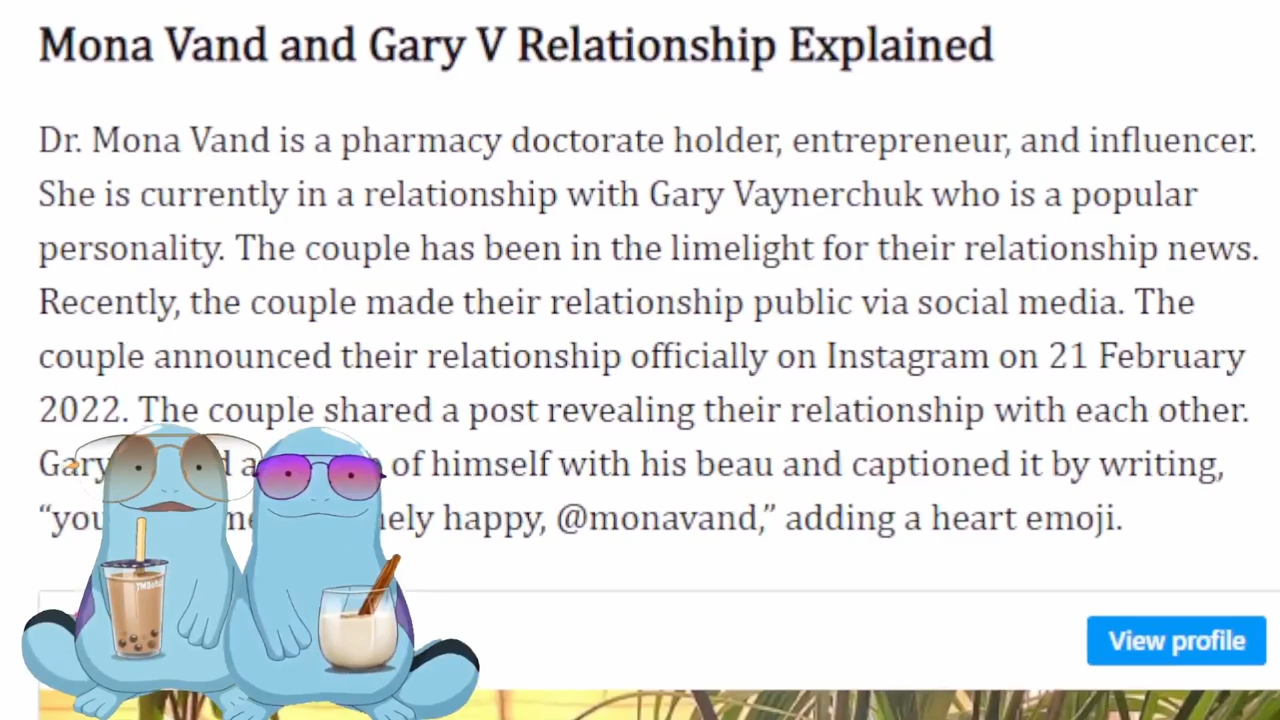 Mona Vand and Gary V Relationship Explained
Dr. Mona Vand is a pharmacy doctorate holder, entrepreneur, and influencer.
She is currently in a relationship with Gary Vaynerchuk who is a popular
personality. The couple has been in the limelight for their relationship news.
Recently, the couple made their relationship public via social media. The
couple announced their relationship officially on Instagram on 21 February
2022. The couple shared a post revealing their relationship with each other.
Gary of himself with his beau and captioned it by writing,
“you happy, @monavand,” adding a heart emoji.
View profile